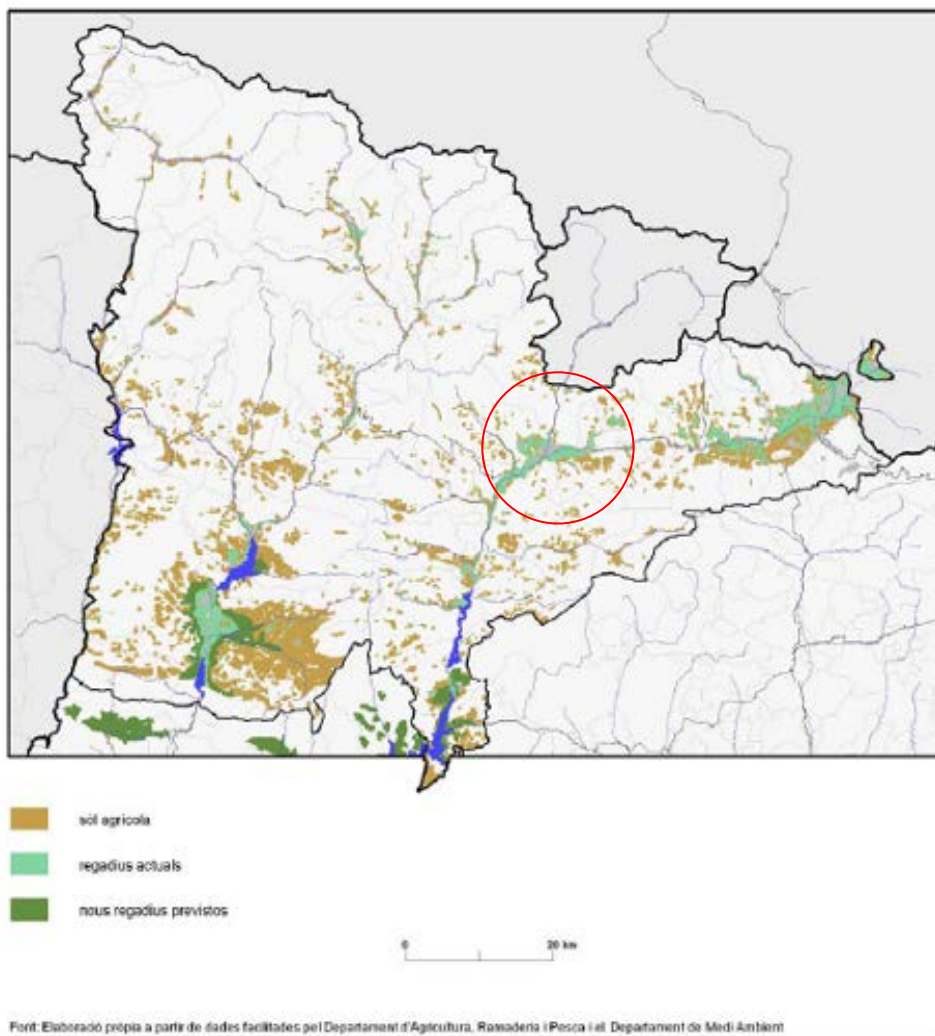 sòl agrícola
regadius actuals
nous regadius previstos
0 20 km
Font: Elaboració pròpia a partir de dades facilitades pel Departament d'Agricultura, Ramaderia i Pesca i el Departament de Medi Ambient